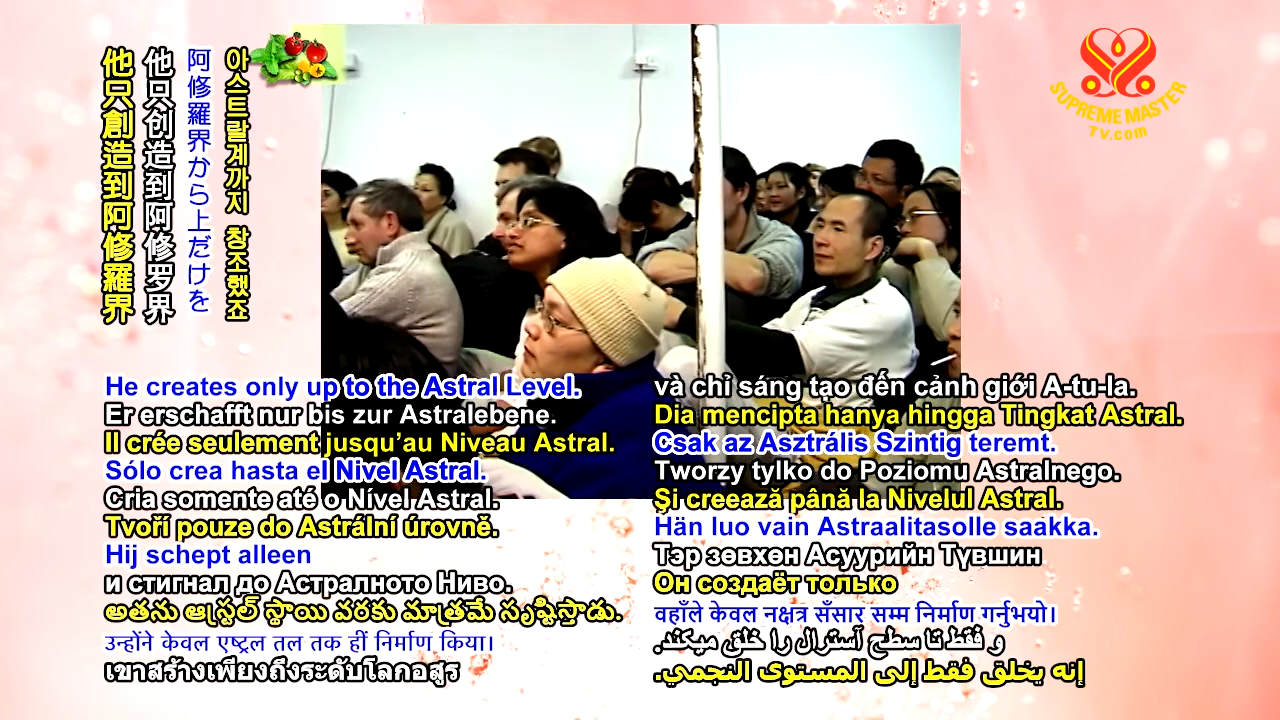 아스트랄계까지 창조했죠
阿修羅界から上だけを
他只创造到阿修罗界
他只創造到阿修羅界
SUPREME MASTER
TV.com
He creates only up to the Astral Level.
Er erschafft nur bis zur Astralebene.
Il crée seulement jusqu’au Niveau Astral.
Sólo crea hasta el Nivel Astral.
Cria somente até o Nível Astral.
Tvoří pouze do Astrální úrovně.
Hij schept alleen
и стигнал до Астралното Ниво.
అతను ఆస్ట్రల్ స్థాయి వరకు మాత్రమే సృష్టిస్తాడు.
उन्होंने केवल एष्ट्रल तल तक हीं निर्माण किया।
เขาสร้างเพียงถึงระดับโลกอสูร
và chỉ sáng tạo đến cảnh giới A-tu-la.
Dia mencipta hanya hingga Tingkat Astral.
Csak az Asztrális Szintig teremt.
Tworzy tylko do Poziomu Astralnego.
Şi creează până la Nivelul Astral.
Hän luo vain Astraalitasolle saakka.
Тэр зөвхөн Асуурийн Түвшин
Он создаёт только
वहाँले केवल नक्षत्र सँसार सम्म निर्माण गर्नुभयो।
و فقط تا سطح آسترال را خلق میکند.
إنه يخلق فقط إلى المستوى النجمي.